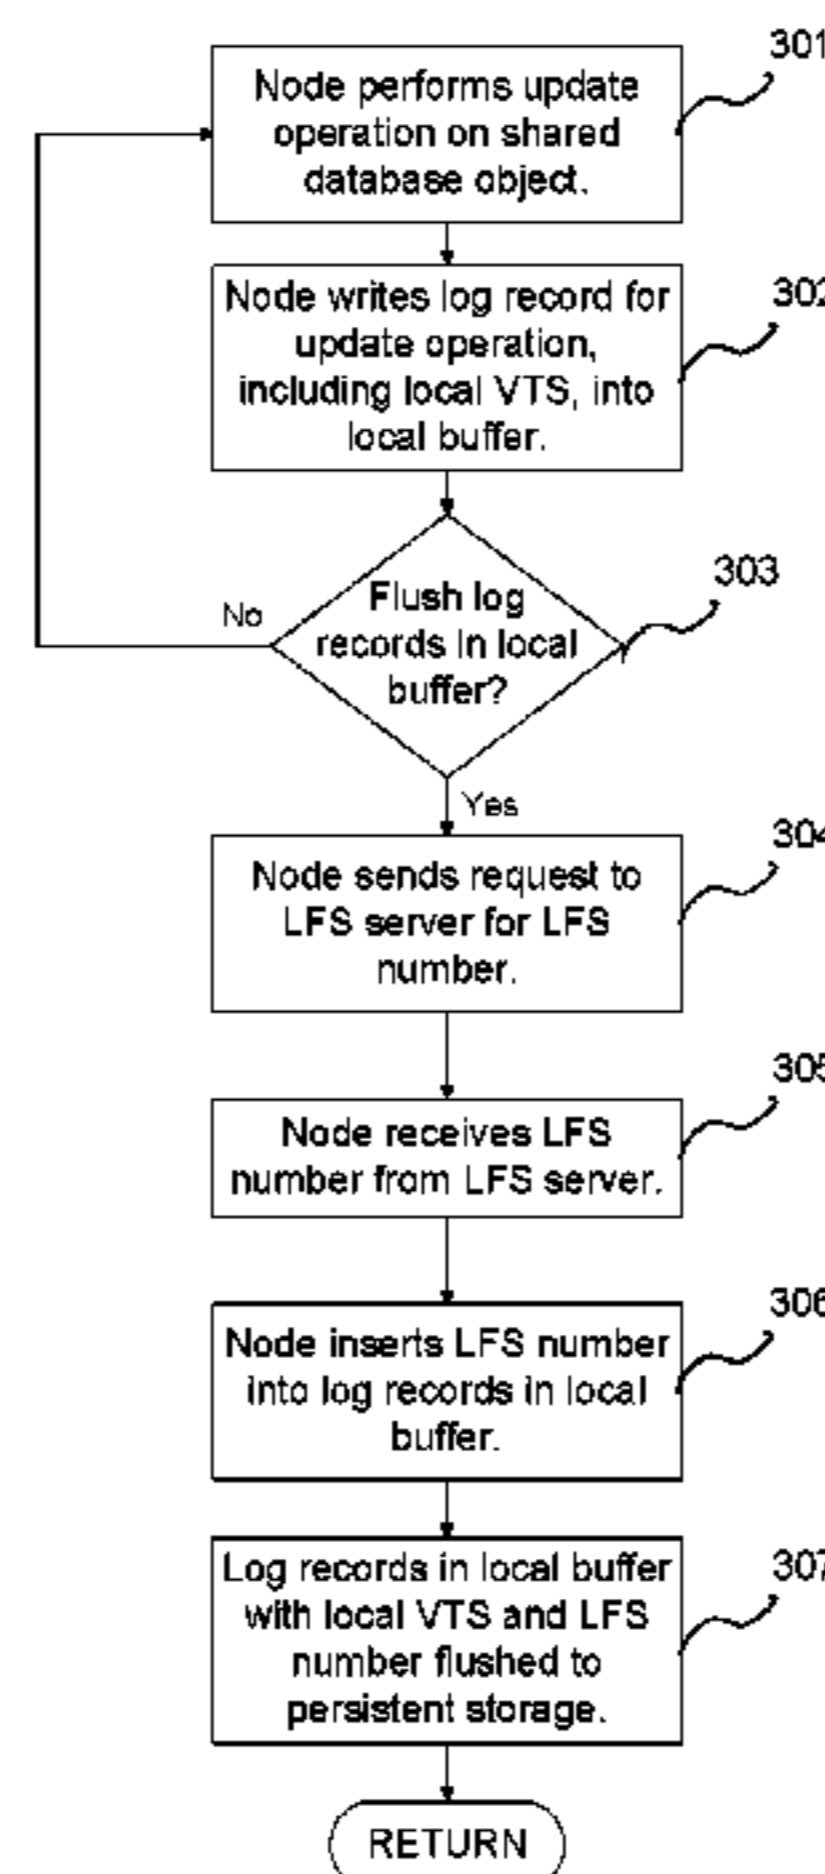 301
Node performs update
operation on shared
database object.
302
Node writes log record for
update operation,
including local VTS, into
local buffer.
303
Flush log
records in local
buffer?
No
Yes
304
Node sends request to
LFS server for LFS
number.
305
Node receives LFS
number from LFS server.
306
Node inserts LFS number
into log records in local
buffer.
307
Log records in local buffer
with local VTS and LFS
number flushed to
persistent storage.
RETURN